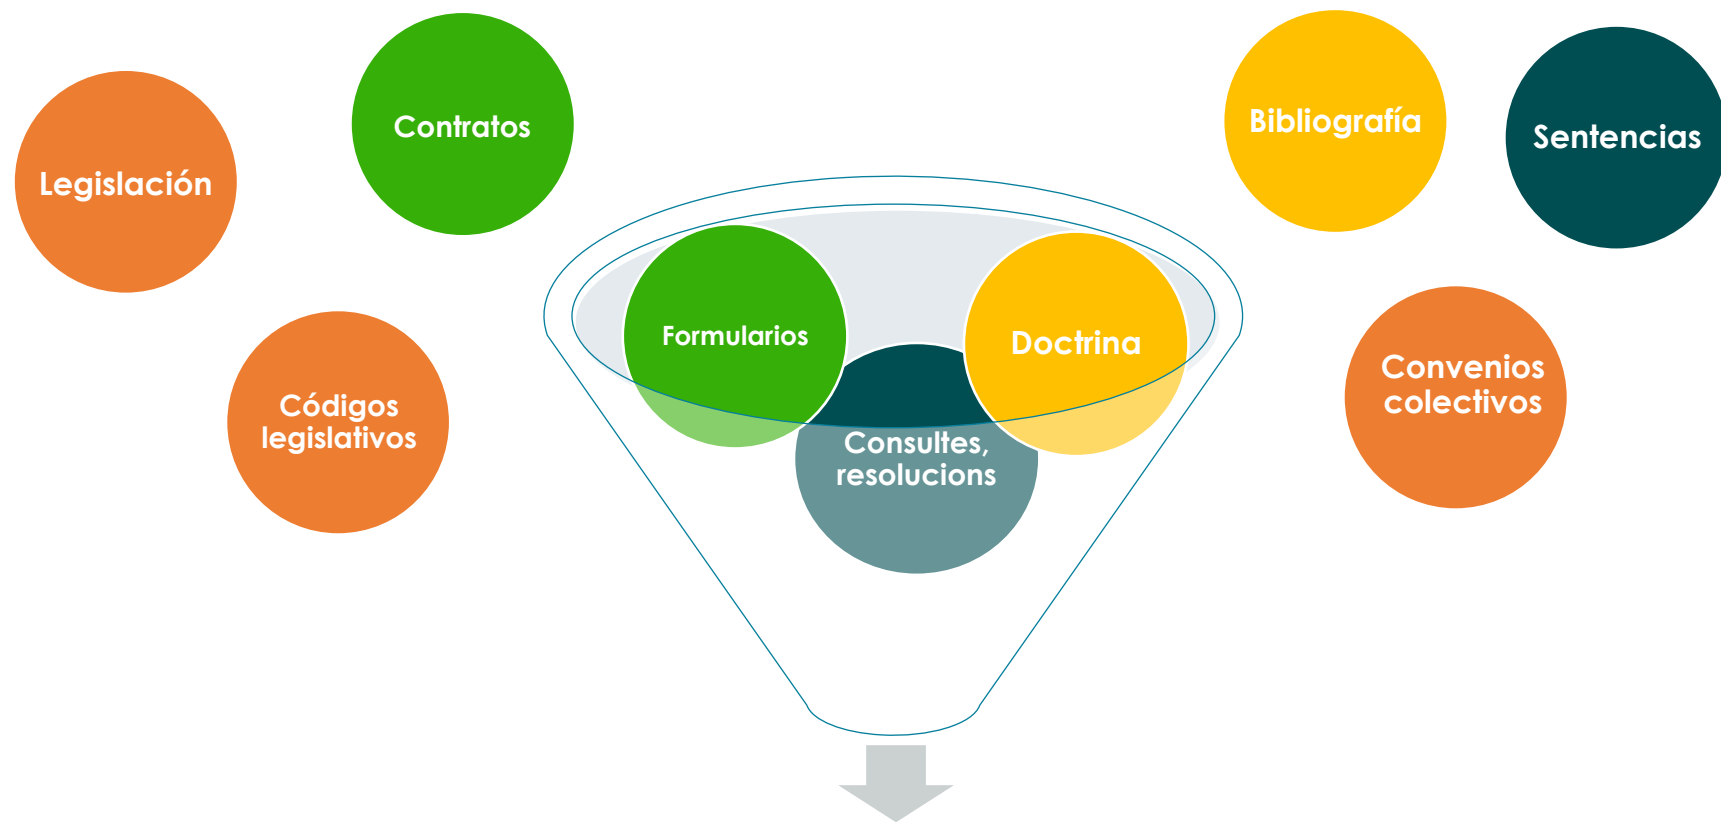 Legislación
Contratos
Bibliografía
Sentencias
Códigos
legislativos
Formularios
Doctrina
Consultes,
resolucions
Convenios
colectivos